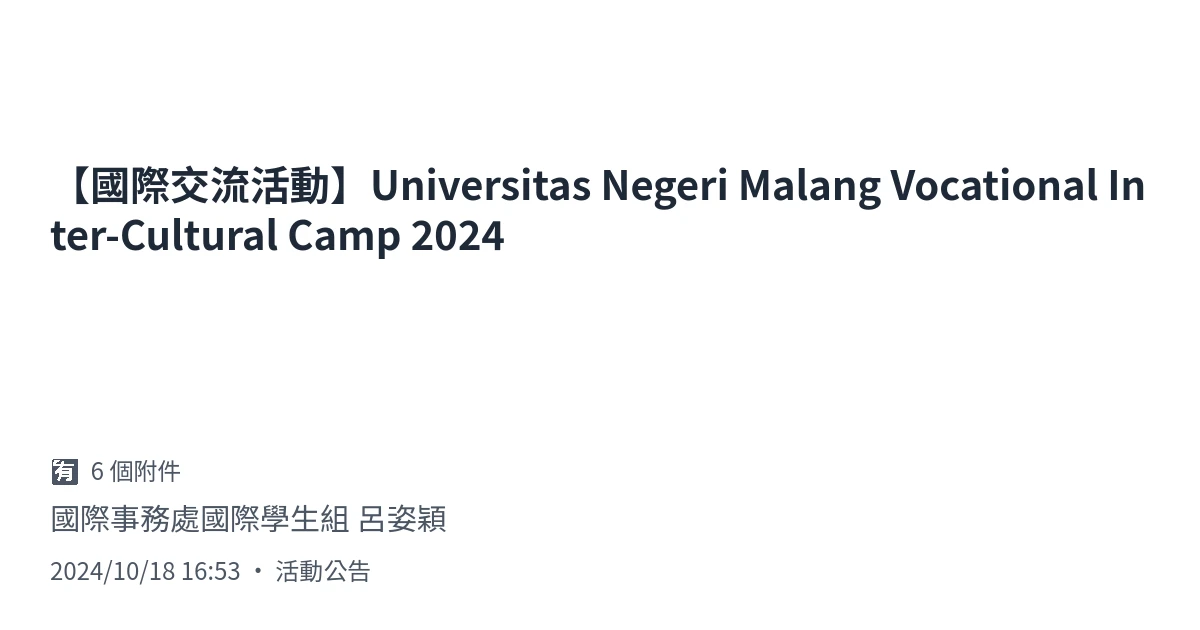 【國際交流活動】Universitas Negeri Malang Vocational In
ter-Cultural Camp 2024
🈶 6 個附件
國際事務處國際學生組 呂姿穎
2024/10/18 16:53 • 活動公告